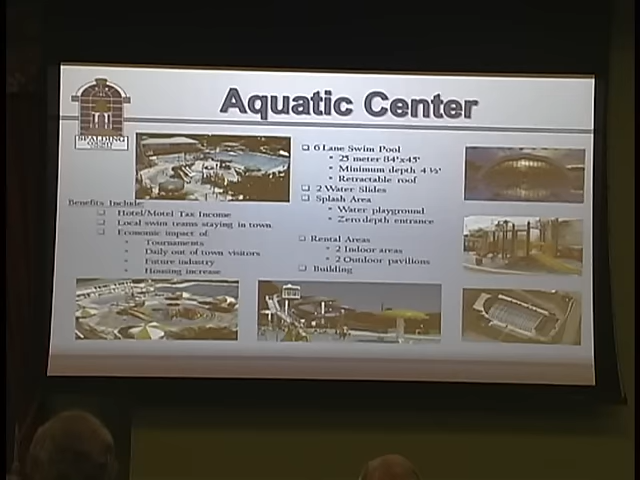 Aquatic Center
SPALDING
COUNTY
6 Lane Swim Pool
25 meter 84'x45'
Minimum depth 4 ½'
Retractable roof
2 Water Slides
Splash Area
Water playground
Zero depth entrance
Rental Areas
2 Indoor areas
2 Outdoor pavilions
Building
Benefits Include:
Hotel/Motel Tax Income
Local swim teams staying in town
Economic impact of:
Tournaments
Daily out of town visitors
Future industry
Housing increase